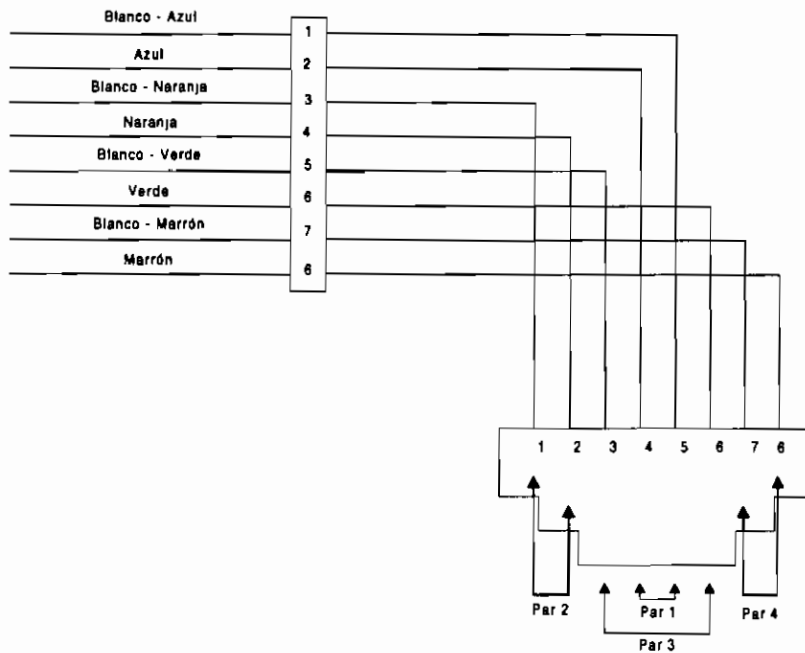 Blanco - Azul
1
Azul
2
Blanco - Naranja
3
Naranja
4
Blanco - Verde
5
Verde
6
Blanco - Marrón
7
Marrón
6
1 2 3 4 5 6 7 6
Par 2 Par 1 Par 4
Par 3